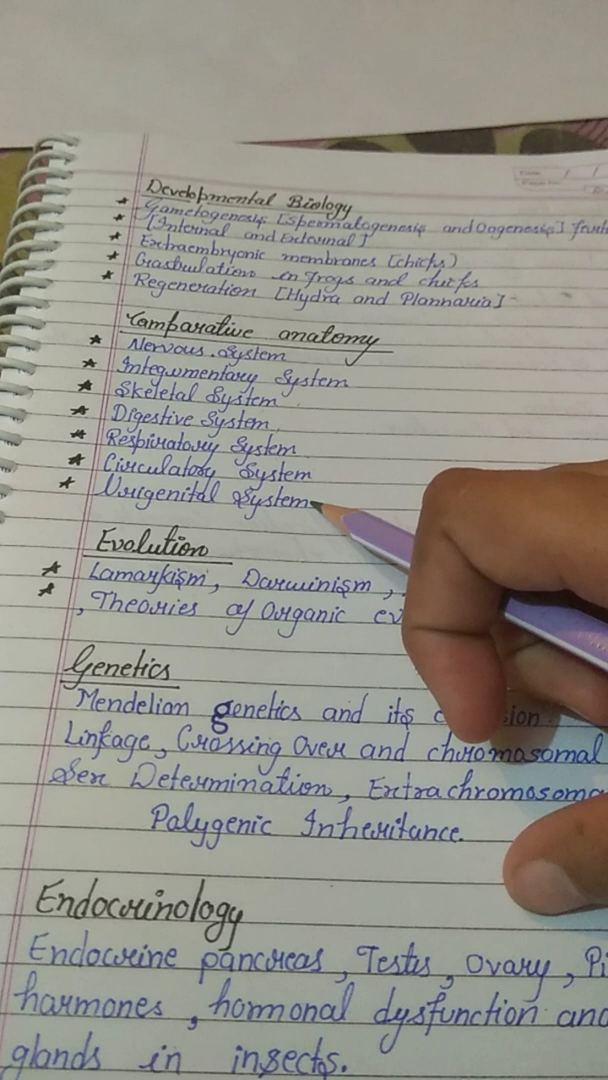 Developmental Biology
★ Gametogenesis [Spermatogenesis and Oogenesis]
★ [Internal and External]
★ Extraembryonic membranes [chicks)
★ Gastrulation in frogs and chicks
★ Regeneration [Hydra and Plannaria]
Comparative anatomy
★ Nervous System
★ Integumentary System
★ Skeletal System
★ Digestive System
★ Respiratory System
★ Circulatory System
★ Urigenital System
Evolution
★ Lamarkism, Darwinism,
★ , Theories of Organic
Genetics
Mendelian genetics and its
Linkage, Crossing Over and chromosomal
Sex Determination, Extrachromosoma
Polygenic Inheritance.
Endocrinology
Endocrine pancreas, Testes, Ovary, Pi
harmones, hormonal dysfunction and
glands in insects.